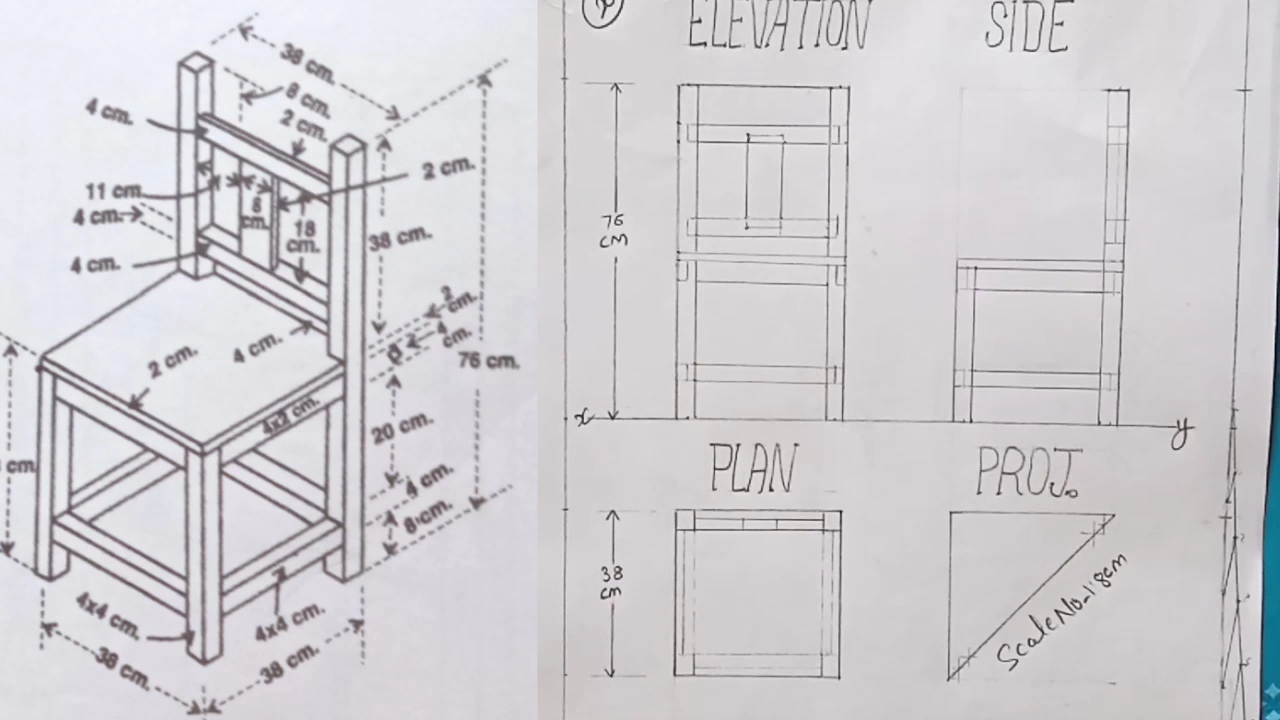 38 cm.
8 cm.
2 cm.
4 cm.
2 cm.
11 cm.
8
cm.
4 cm.
18
cm.
38 cm.
4 cm.
2
cm.
4
cm.
4 cm.
2 cm.
76 cm.
4x2 cm.
20 cm.
cm.
4 cm.
8 cm.
4x4 cm.
4x4 cm.
38 cm.
38 cm.
ELEVATION
SIDE
76
CM
x
y
PLAN
PROJ.
38
cm
Scale No-1'8cm